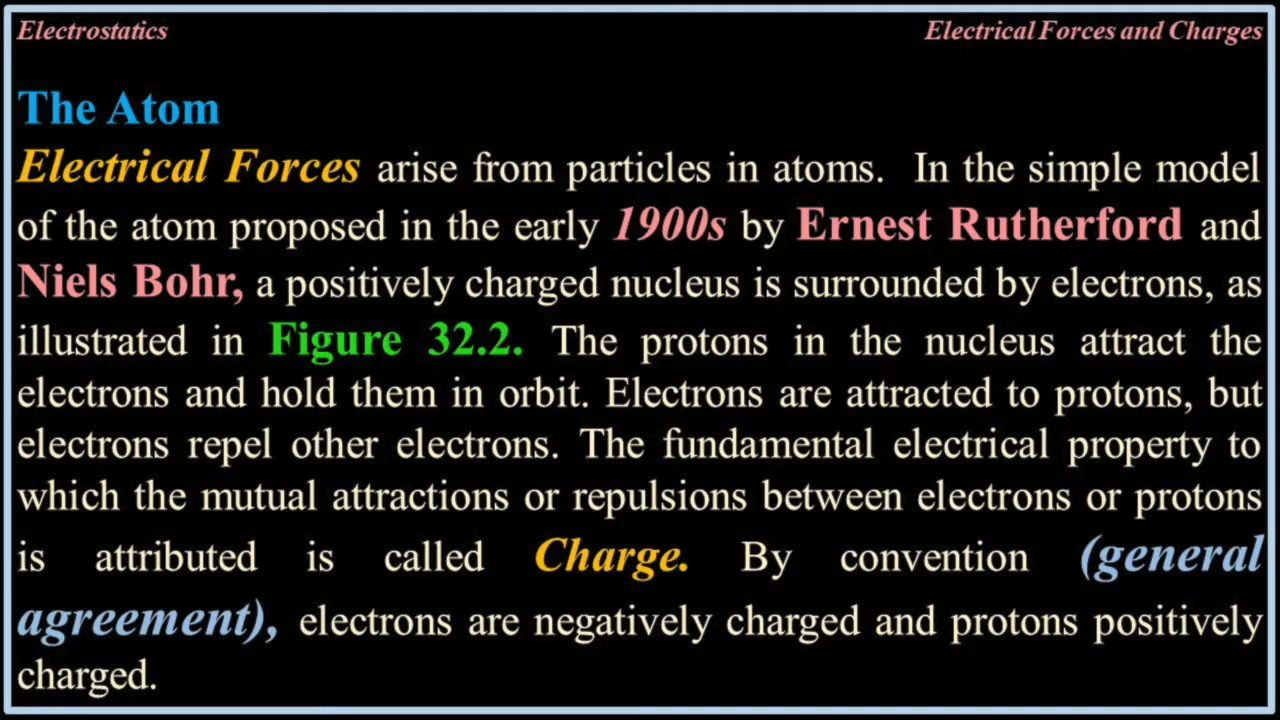 Electrostatics
Electrical Forces and Charges
The Atom
Electrical Forces arise from particles in atoms. In the simple model
of the atom proposed in the early 1900s by Ernest Rutherford and
Niels Bohr, a positively charged nucleus is surrounded by electrons, as
illustrated in Figure 32.2. The protons in the nucleus attract the
electrons and hold them in orbit. Electrons are attracted to protons, but
electrons repel other electrons. The fundamental electrical property to
which the mutual attractions or repulsions between electrons or protons
is attributed is called Charge. By convention (general
agreement), electrons are negatively charged and protons positively
charged.